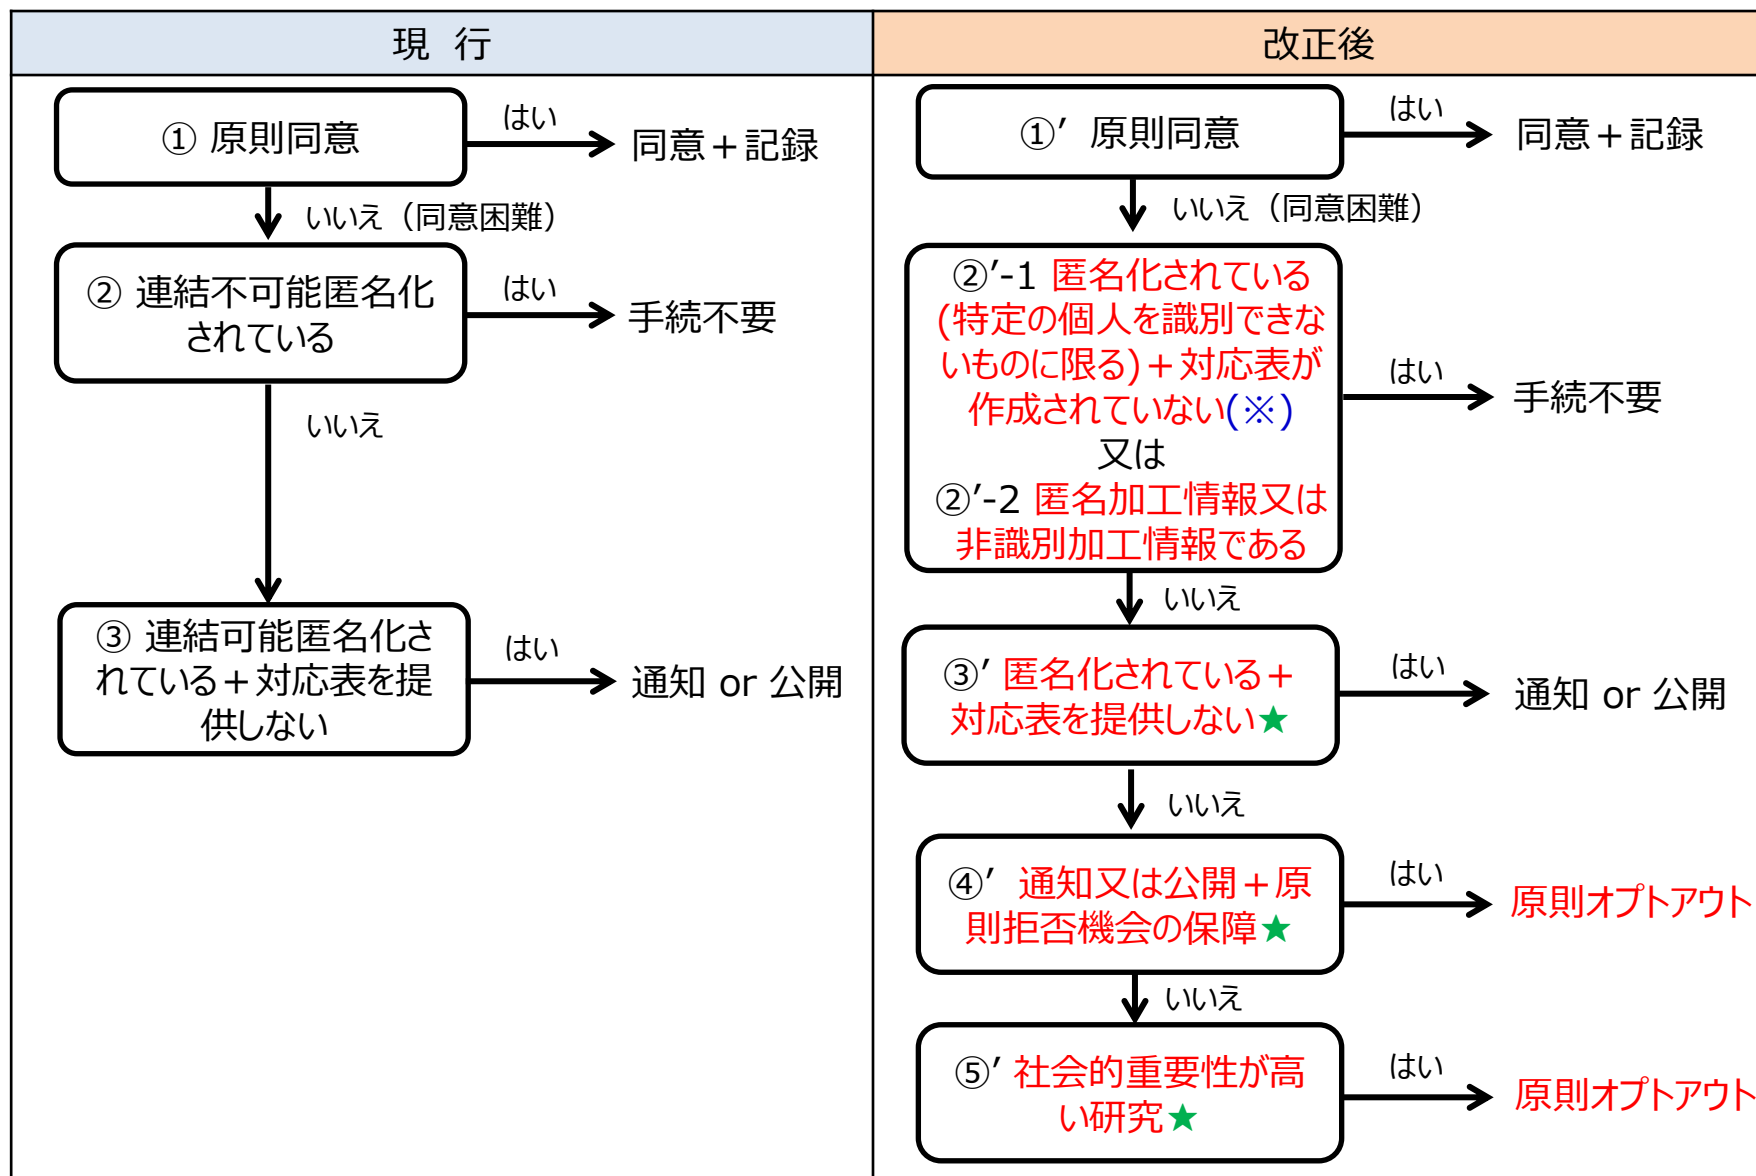 現 行
① 原則同意
はい
同意＋記録
いいえ（同意困難）
② 連結不可能匿名化
されている
はい
手続不要
いいえ
③ 連結可能匿名化さ
れている＋対応表を提
供しない
はい
通知 or 公開
改正後
①’ 原則同意
はい
同意＋記録
いいえ（同意困難）
②’-1 匿名化されている
(特定の個人を識別できな
いものに限る)＋対応表が
作成されていない(※)
又は
②’-2 匿名加工情報又は
非識別加工情報である
はい
手続不要
いいえ
③’ 匿名化されている＋
対応表を提供しない★
はい
通知 or 公開
いいえ
④’ 通知又は公開＋原
則拒否機会の保障★
はい
原則オプトアウト
いいえ
⑤’ 社会的重要性が高
い研究★
はい
原則オプトアウト